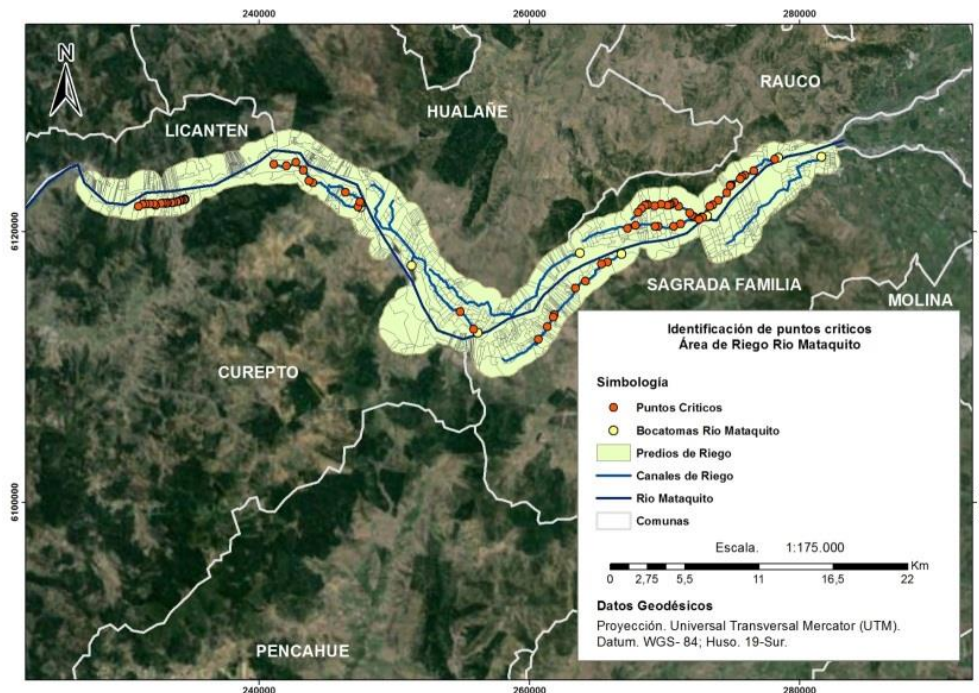 240000
260000
280000
N
RAUCO
HUALAÑE
LICANTEN
6120000
6120000
SAGRADA FAMILIA
MOLINA
CUREPTO
Identificación de puntos criticos
Área de Riego Rio Mataquito
Simbología
Puntos Criticos
Bocatomas Río Mataquito
Predios de Riego
Canales de Riego
Rio Mataquito
Comunas
6100000
6100000
Escala. 1:175.000
Km
0 2,75 5,5 11 16,5 22
Datos Geodésicos
Proyección. Universal Transversal Mercator (UTM).
Datum. WGS- 84; Huso. 19-Sur.
PENCAHUE
240000
260000
280000